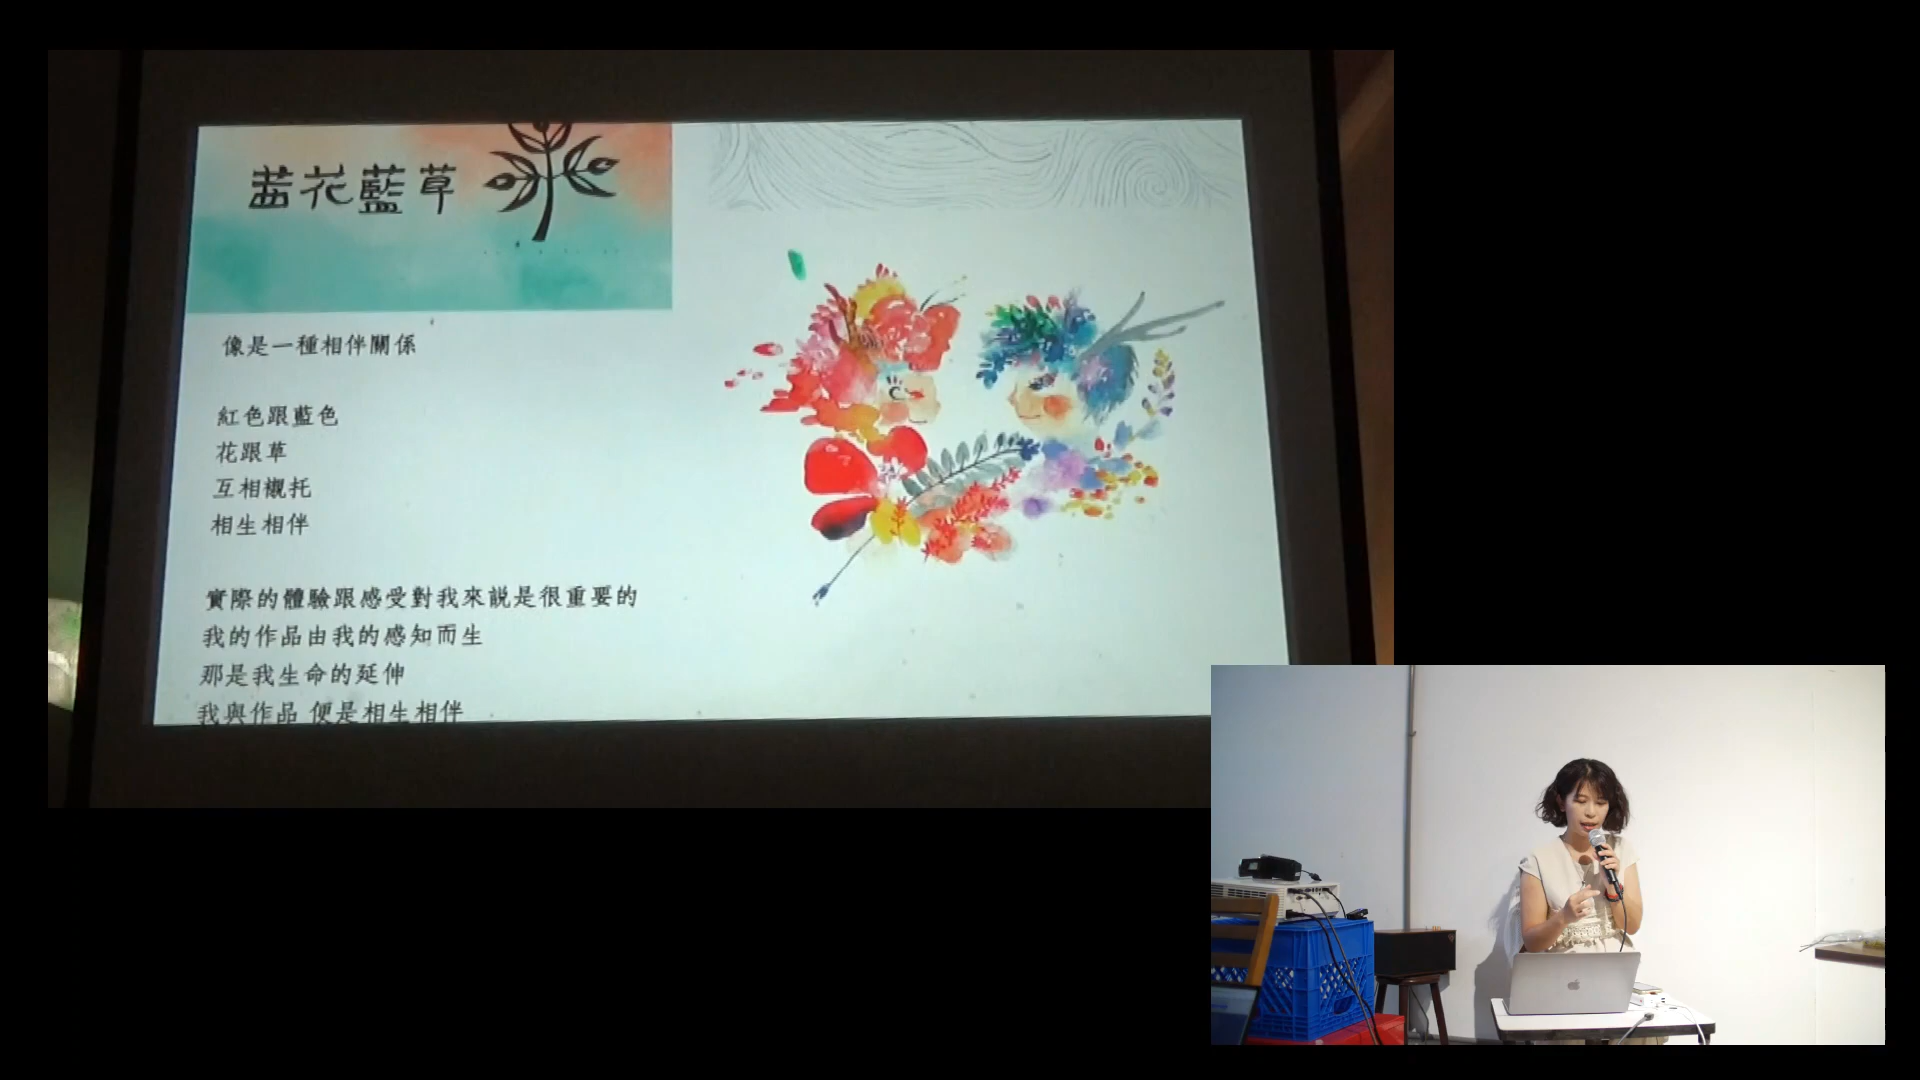 茜花藍草
像是一種相伴關係
紅色跟藍色
花跟草
互相襯托
相生相伴
實際的體驗跟感受對我來説是很重要的
我的作品由我的感知而生
那是我生命的延伸
我與作品 便是相生相伴